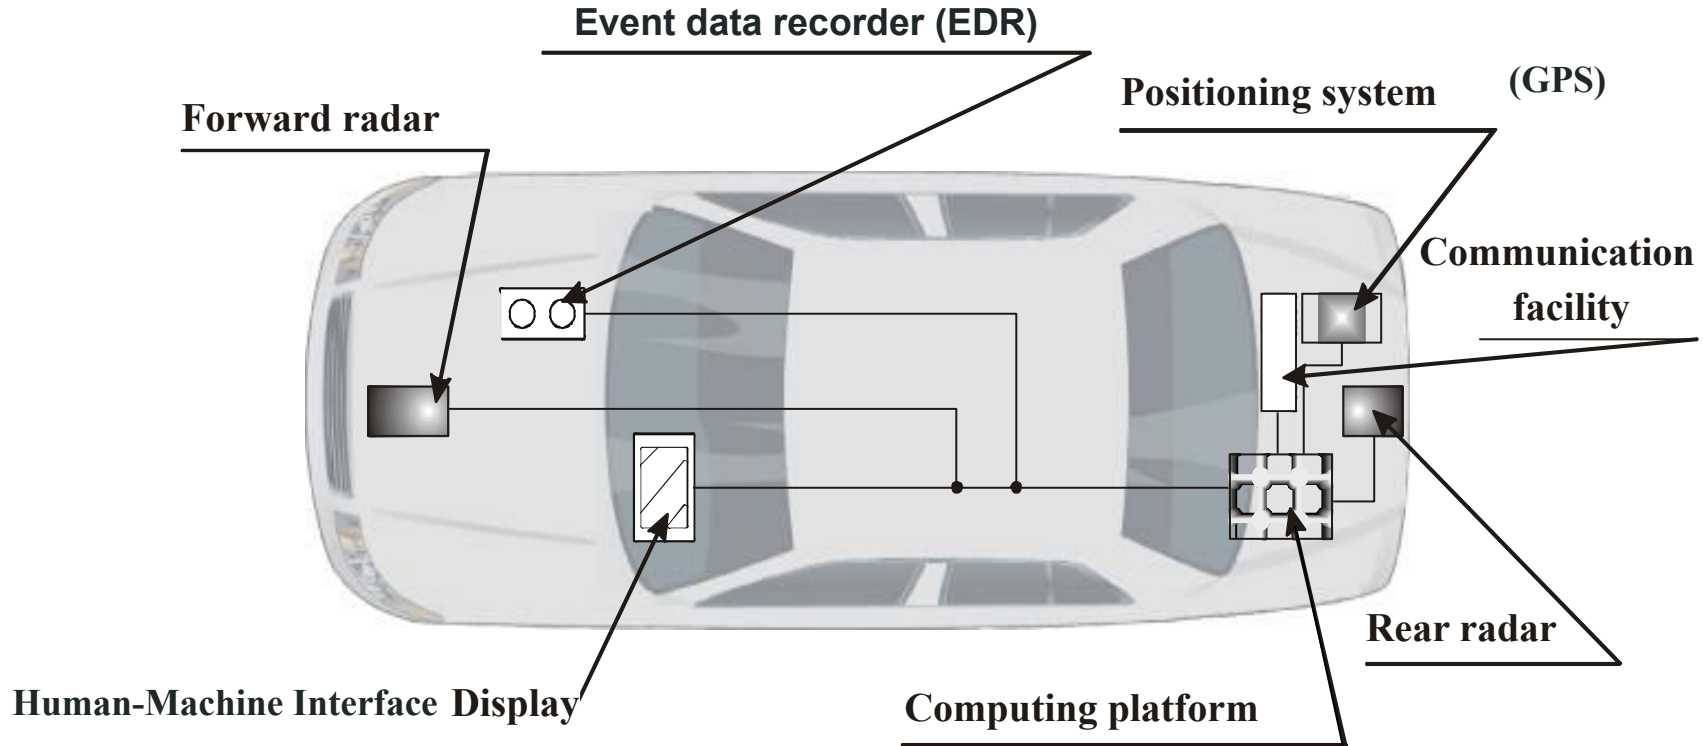 Event data recorder (EDR)
Positioning system (GPS)
Forward radar
Communication
facility
Rear radar
Human-Machine Interface Display
Computing platform